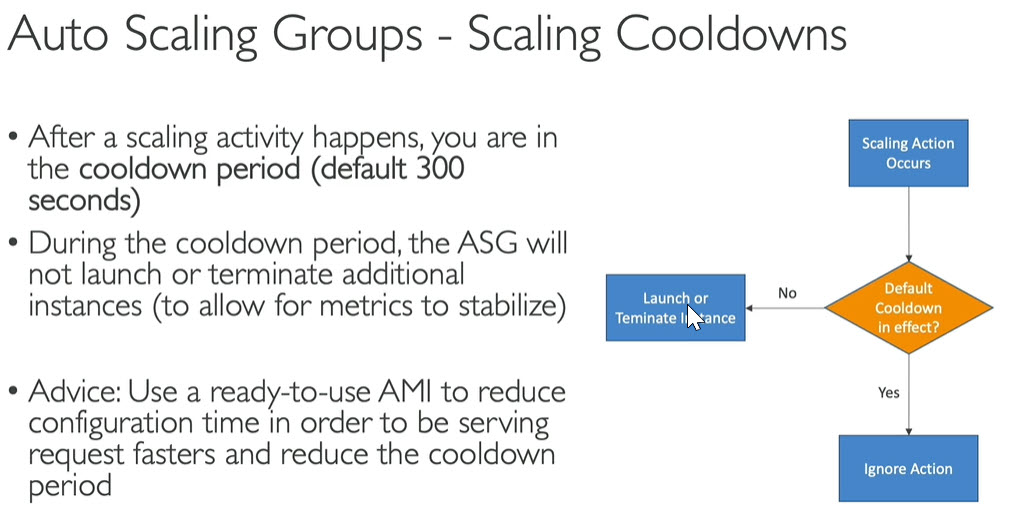 Auto Scaling Groups - Scaling Cooldowns
• After a scaling activity happens, you are in
the cooldown period (default 300
seconds)
• During the cooldown period, the ASG will
not launch or terminate additional
instances (to allow for metrics to stabilize)
• Advice: Use a ready-to-use AMI to reduce
configuration time in order to be serving
request fasters and reduce the cooldown
period
Scaling Action
Occurs
Default
Cooldown
in effect?
No
Launch or
Teminate Instance
Yes
Ignore Action